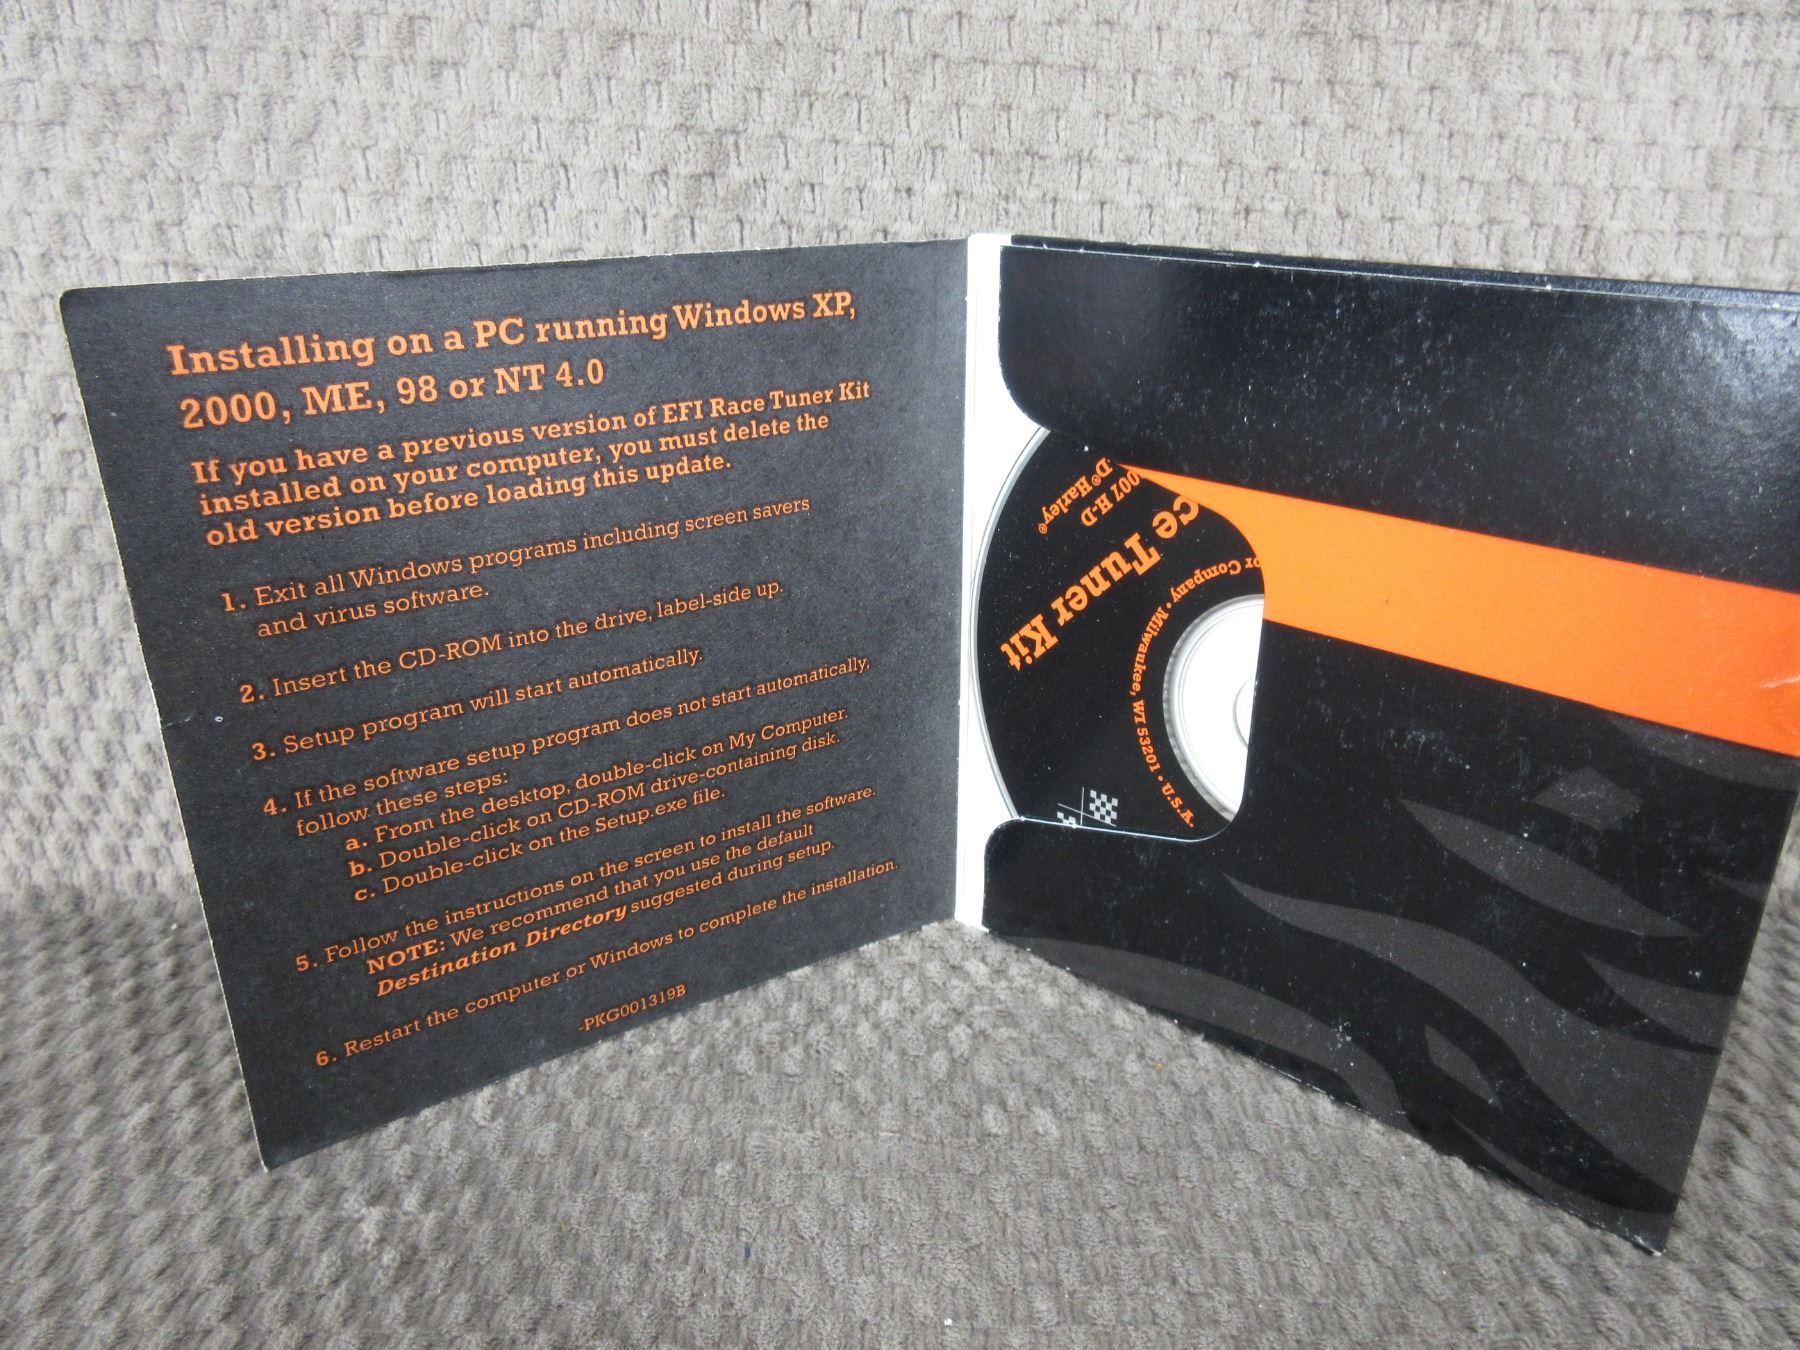 Installing on a PC running Windows XP,
2000, ME, 98 or NT 4.0
If you have a previous version of EFI Race Tuner Kit
installed on your computer, you must delete the
old version before loading this update.
1. Exit all Windows programs including screen savers
and virus software.
2. Insert the CD-ROM into the drive, label-side up.
3. Setup program will start automatically.
4. If the software setup program does not start automatically,
follow these steps:
a. From the desktop, double-click on My Computer.
b. Double-click on CD-ROM drive-containing disk.
c. Double-click on the Setup.exe file.
5. Follow the instructions on the screen to install the software.
NOTE: We recommend that you use the default
Destination Directory suggested during setup.
6. Restart the computer or Windows to complete the installation.
-PKG001319B
ce Tuner Kit
007 H-D
D® Harley®
or Company • Milwaukee, WI 53201 • U.S.A.